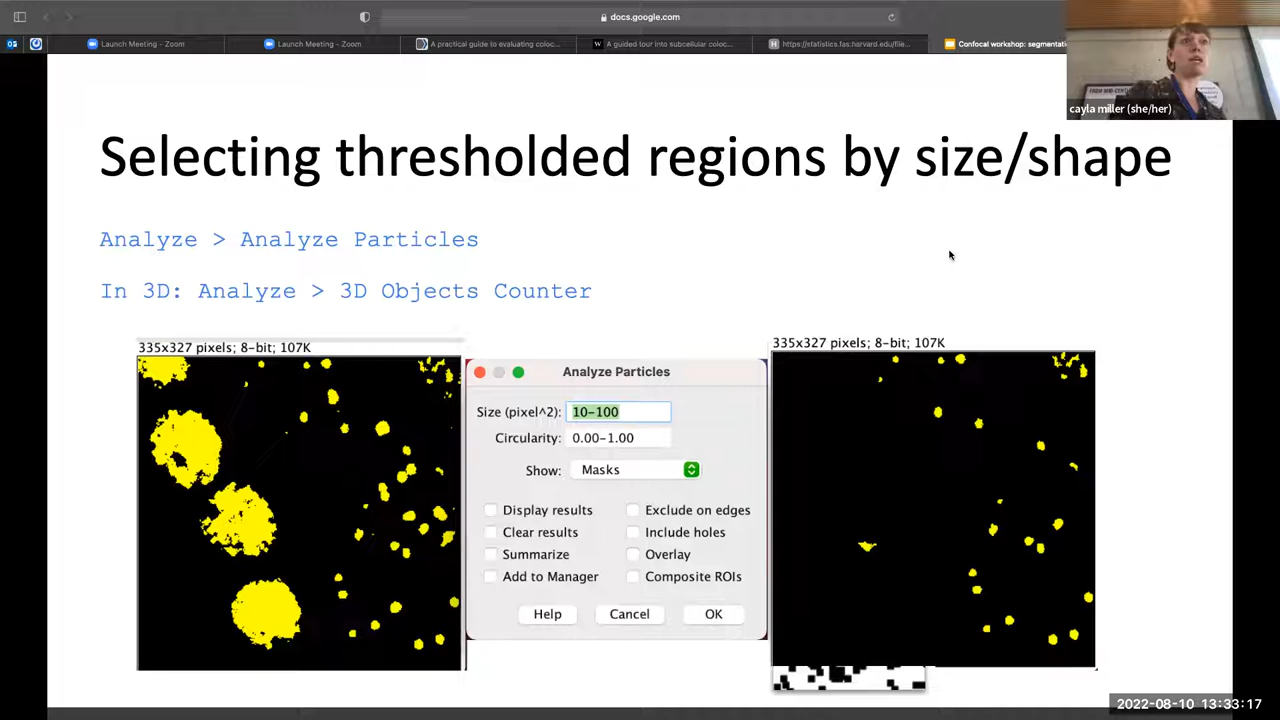 docs.google.com
Launch Meeting - Zoom
Launch Meeting - Zoom
A practical guide to evaluating coloc...
A guided tour into subcellular coloc...
https://statistics.fas.harvard.edu/file...
Confocal workshop: segmentati
cayla miller (she/her)
Selecting thresholded regions by size/shape
Analyze > Analyze Particles
In 3D: Analyze > 3D Objects Counter
335x327 pixels; 8-bit; 107K
Analyze Particles
Size (pixel^2): 10-100
Circularity: 0.00-1.00
Show: Masks
Display results
Exclude on edges
Clear results
Include holes
Summarize
Overlay
Add to Manager
Composite ROIs
Help
Cancel
OK
335x327 pixels; 8-bit; 107K
2022-08-10 13:33:17